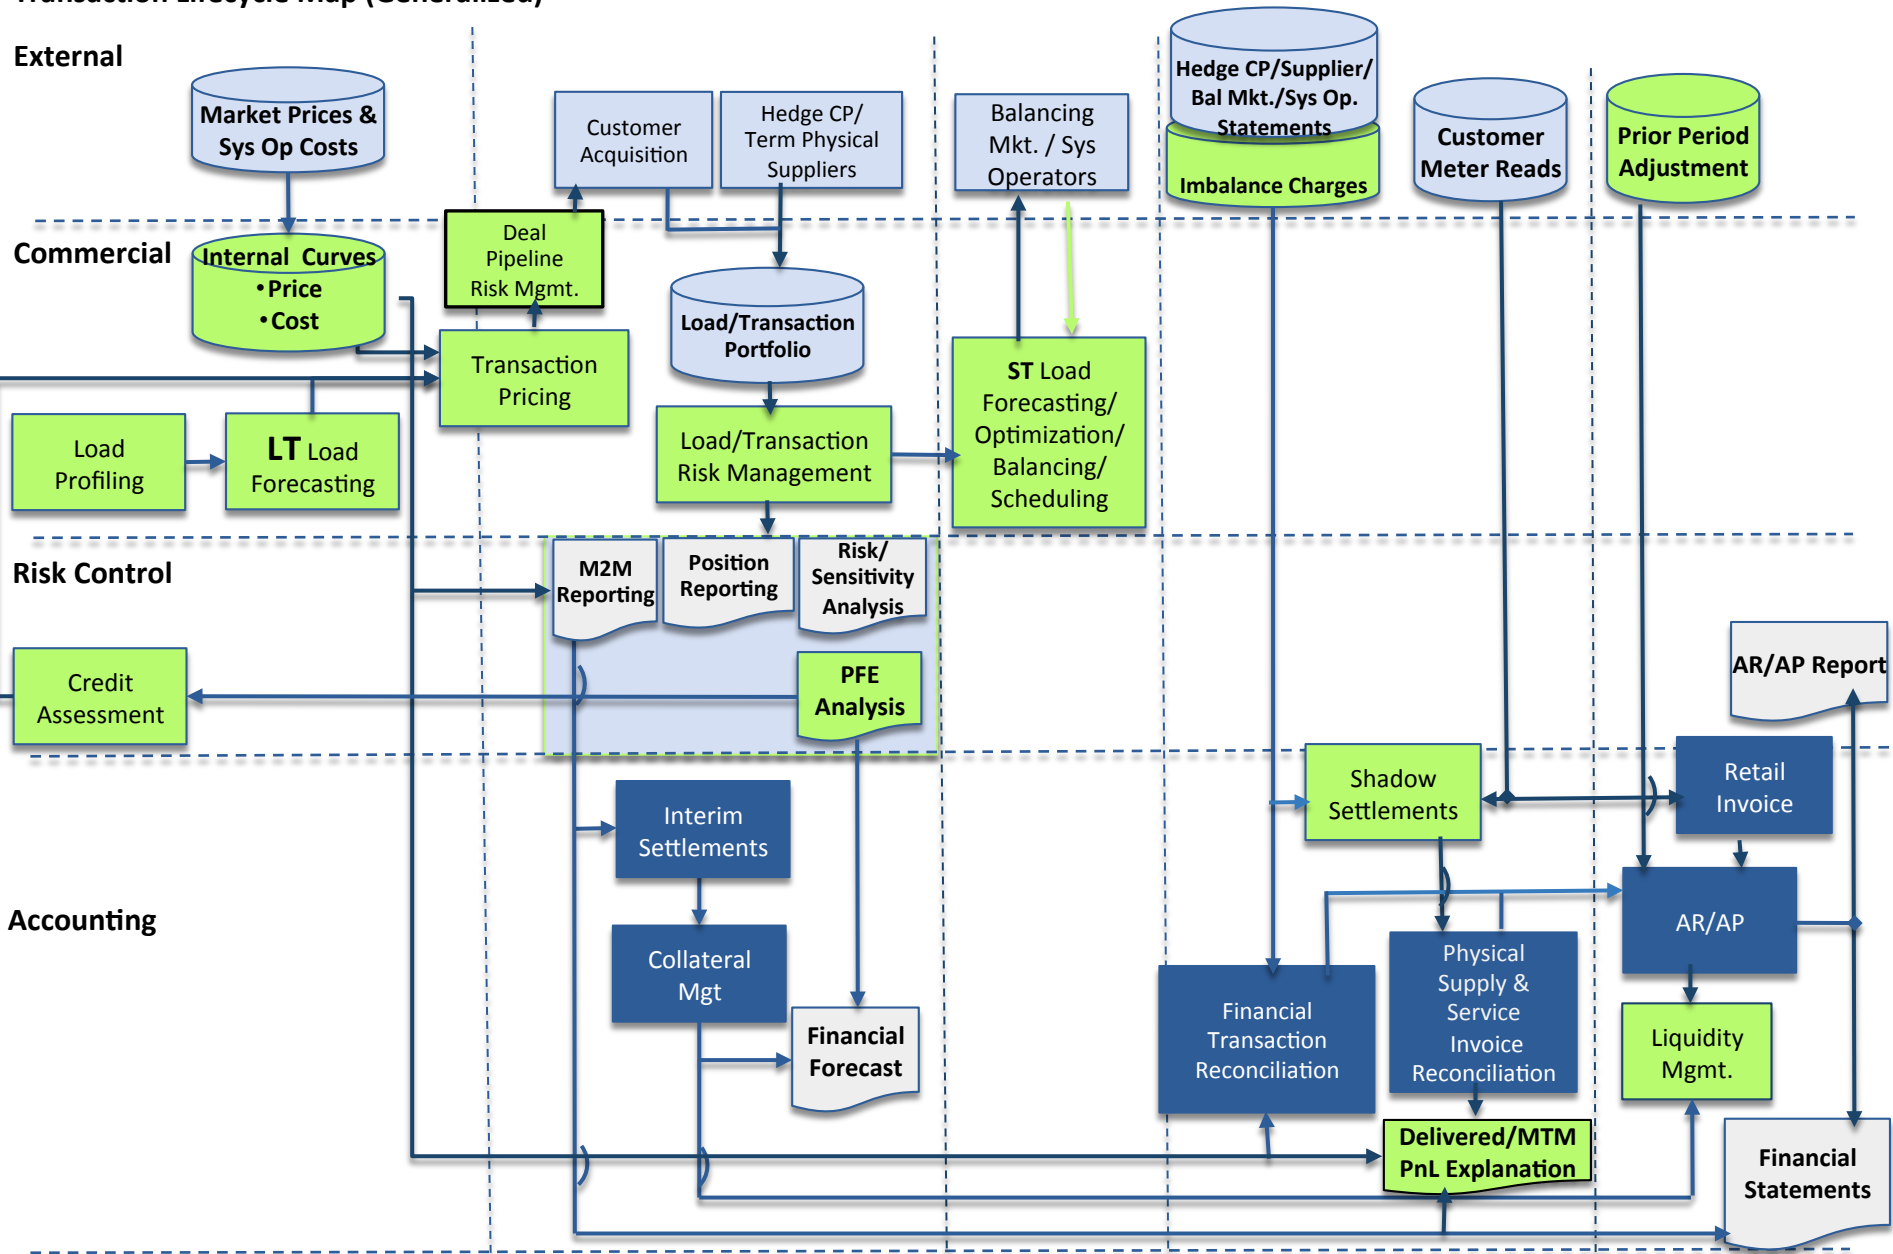 Transaction Lifecycle Map (Generalized)
External
Market Prices &
Sys Op Costs
Customer
Acquisition
Hedge CP/
Term Physical
Suppliers
Balancing
Mkt. / Sys
Operators
Hedge CP/Supplier/
Bal Mkt./Sys Op.
Statements
Imbalance Charges
Customer
Meter Reads
Prior Period
Adjustment
Commercial
Internal Curves
•Price
•Cost
Deal
Pipeline
Risk Mgmt.
Load/Transaction
Portfolio
Transaction
Pricing
ST Load
Forecasting/
Optimization/
Balancing/
Scheduling
Load
Profiling
LT Load
Forecasting
Load/Transaction
Risk Management
Risk Control
M2M
Reporting
Position
Reporting
Risk/
Sensitivity
Analysis
Credit
Assessment
PFE
Analysis
AR/AP Report
Accounting
Interim
Settlements
Shadow
Settlements
Retail
Invoice
Collateral
Mgt
AR/AP
Financial
Forecast
Financial
Transaction
Reconciliation
Physical
Supply &
Service
Invoice
Reconciliation
Liquidity
Mgmt.
Delivered/MTM
PnL Explanation
Financial
Statements